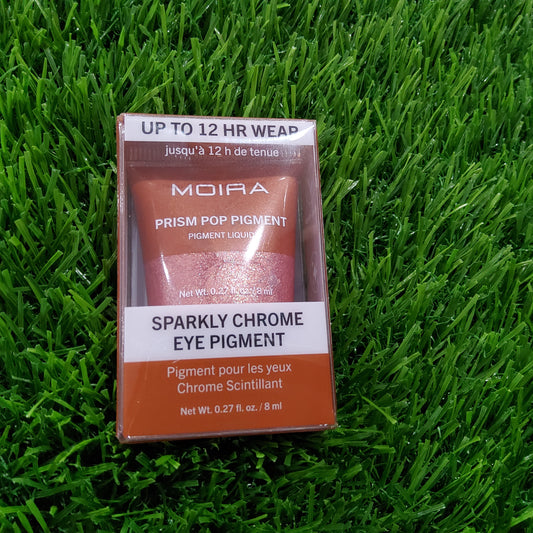 UP TO 12 HR WEAR
jusqu'à 12 h de tenue
MOIRA
PRISM POP PIGMENT
PIGMENT LIQUIDE
Net Wt. 0.27 fl. oz. / 8 ml
SPARKLY CHROME
EYE PIGMENT
Pigment pour les yeux
Chrome Scintillant
Net Wt. 0.27 fl. oz. / 8 ml